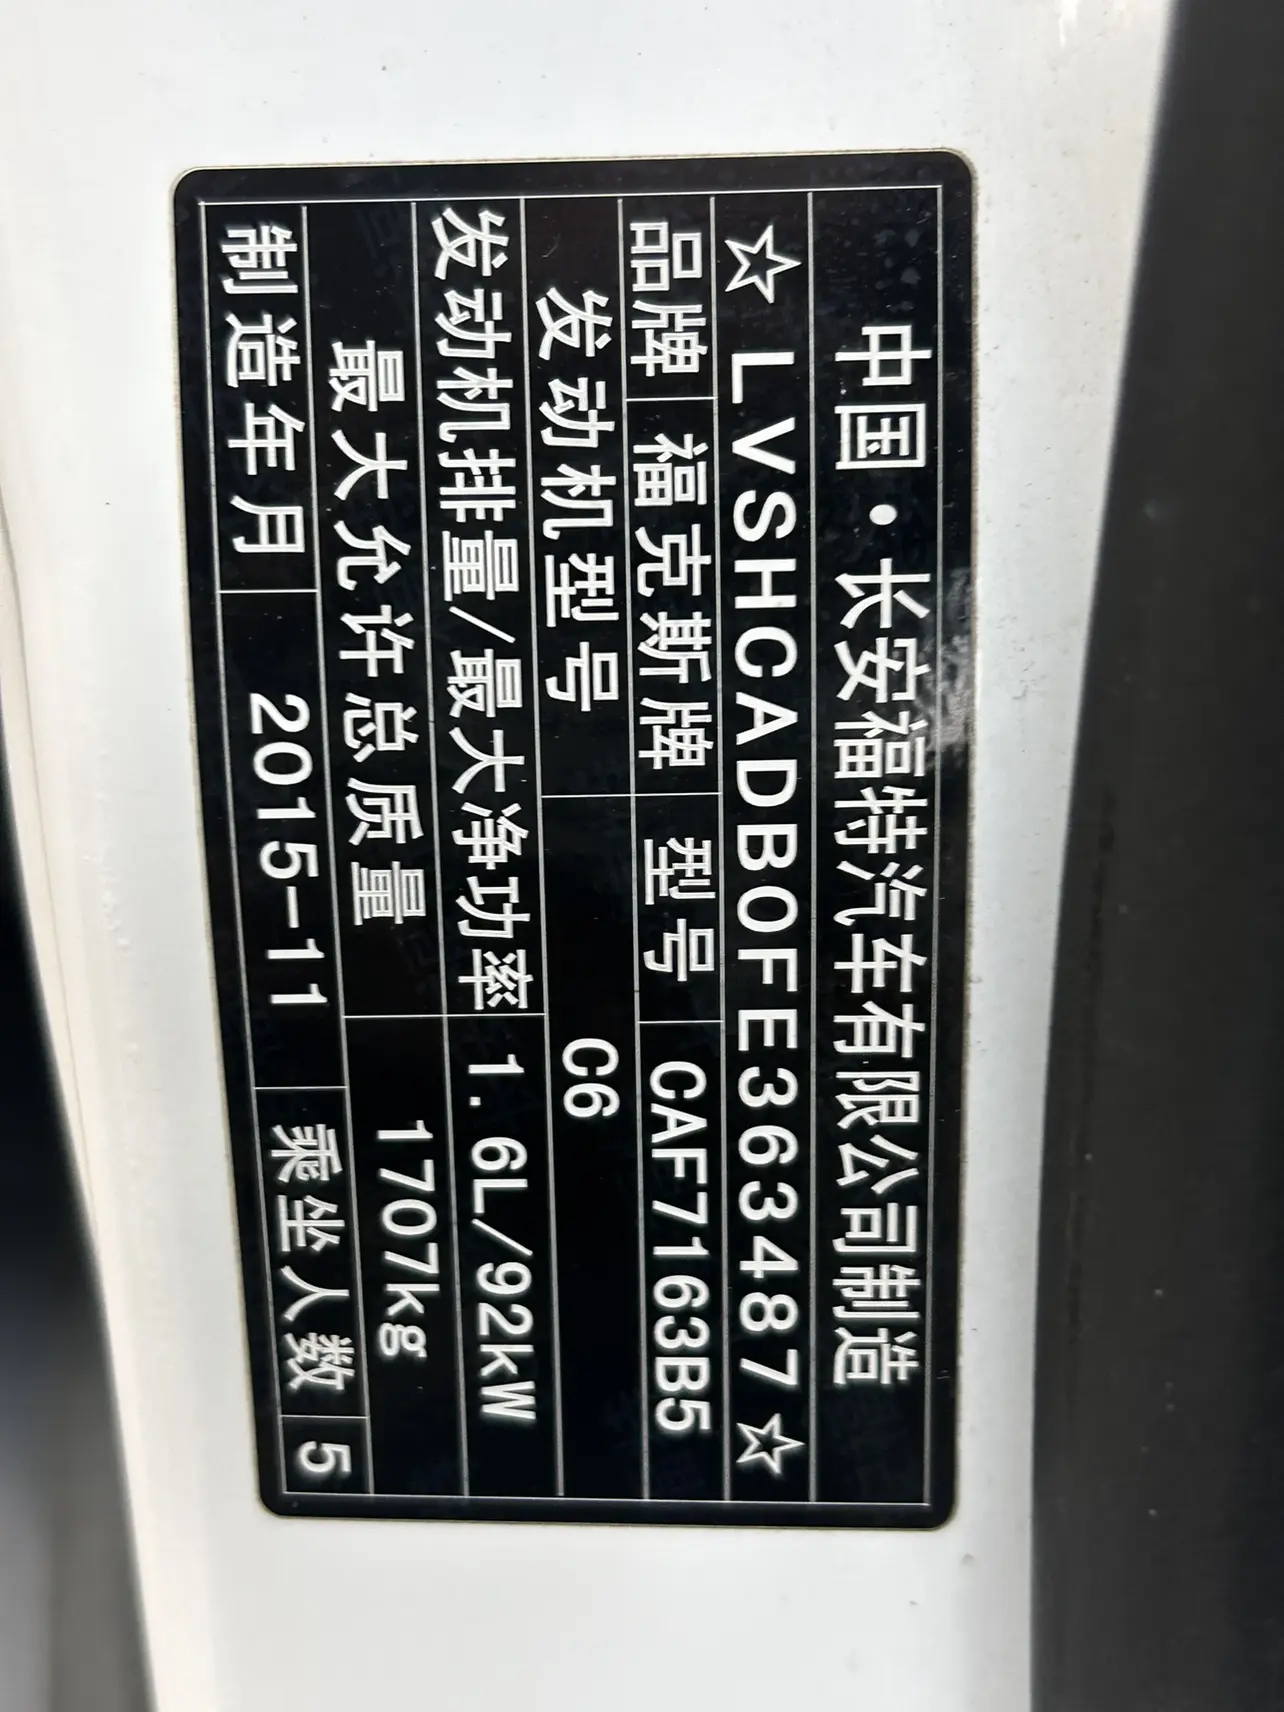 中国·长安福特汽车有限公司制造
☆LVSHCADB0FE363487☆
品牌 福克斯牌 型号 CAF7163B5
发动机型号 C6
发动机排量/最大净功率 1.6L/92kW
最大允许总质量 1707kg
制造年月 2015-11 乘坐人数 5